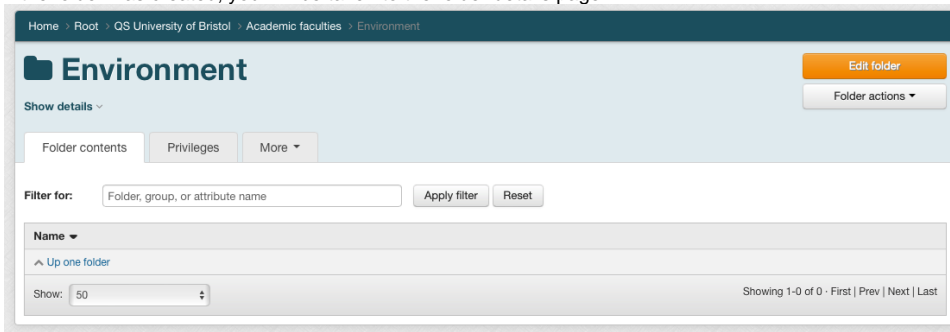 Home > Root > QS University of Bristol > Academic faculties > Environment
Environment
Edit folder
Folder actions
Show details
Folder contents Privileges More
Filter for: Folder, group, or attribute name Apply filter Reset
Name
Up one folder
Show: 50 Showing 1-0 of 0 · First | Prev | Next | Last